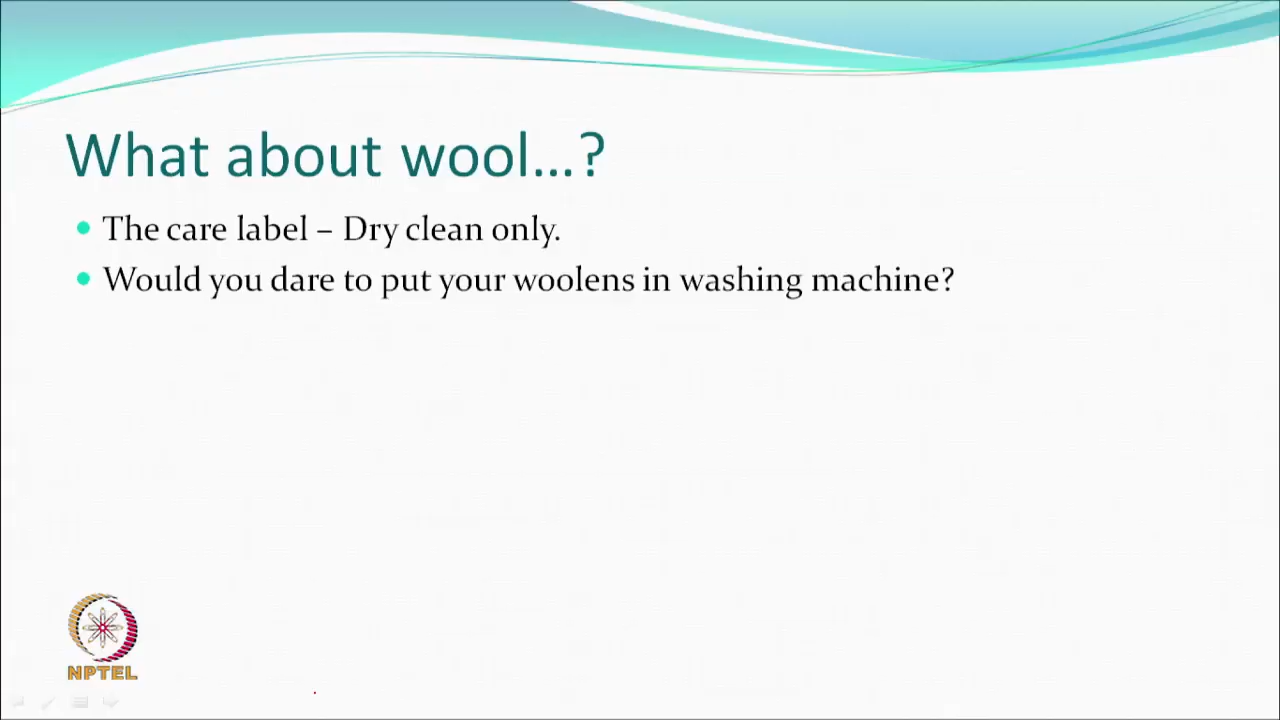 What about wool...?
The care label – Dry clean only.
Would you dare to put your woolens in washing machine?
NPTEL